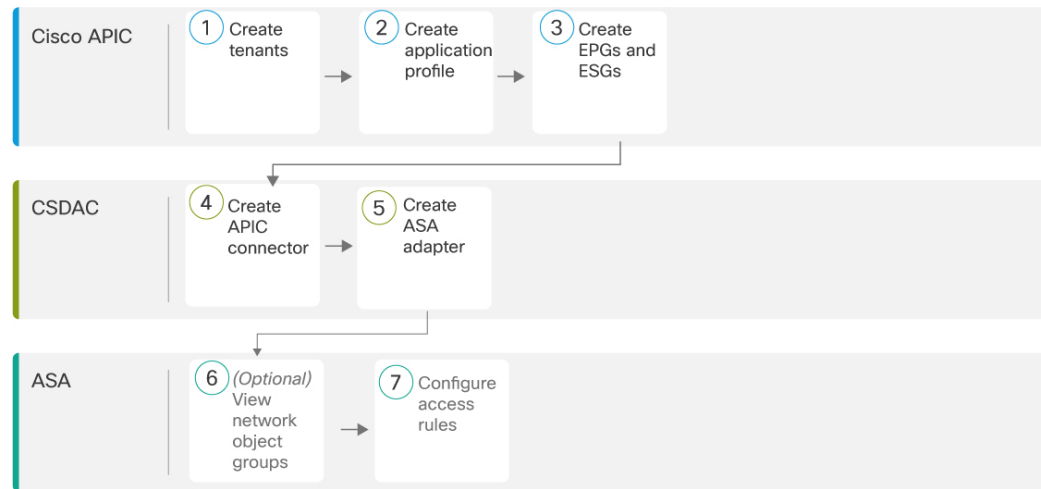 Cisco APIC
1 Create
tenants
2 Create
application
profile
3 Create
EPGs and
ESGs
CSDAC
4 Create
APIC
connector
5 Create
ASA
adapter
ASA
6 (Optional)
View
network
object
groups
7 Configure
access
rules